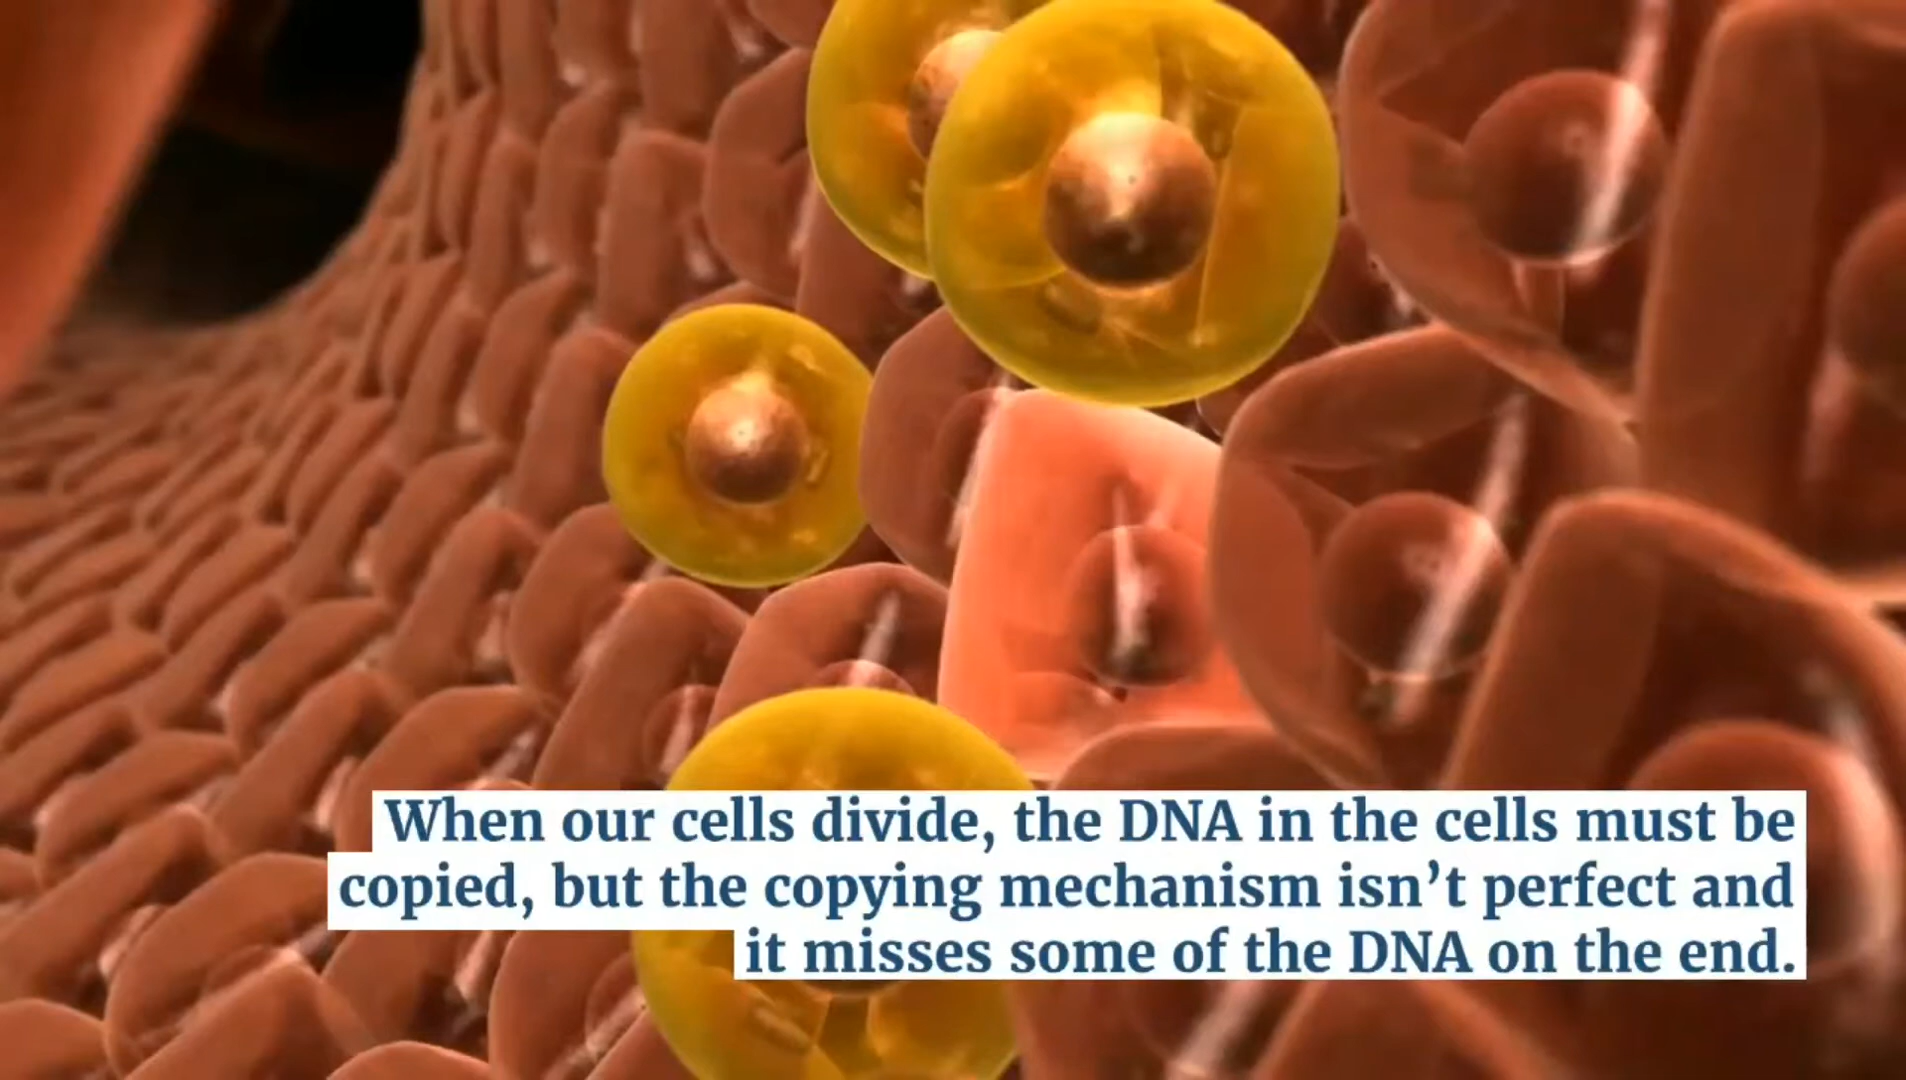 When our cells divide, the DNA in the cells must be
copied, but the copying mechanism isn’t perfect and
it misses some of the DNA on the end.